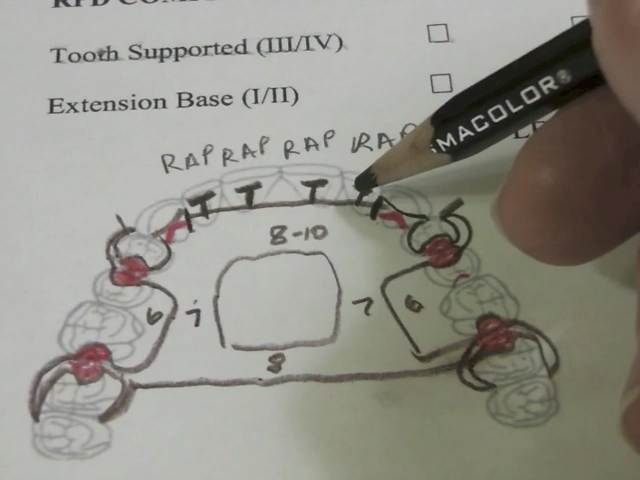 Tooth Supported (III/IV)
Extension Base (I/II)
MACOLOR®
RAP RAP RAP RAP
T T T T
8-10
6 7 7 6
8